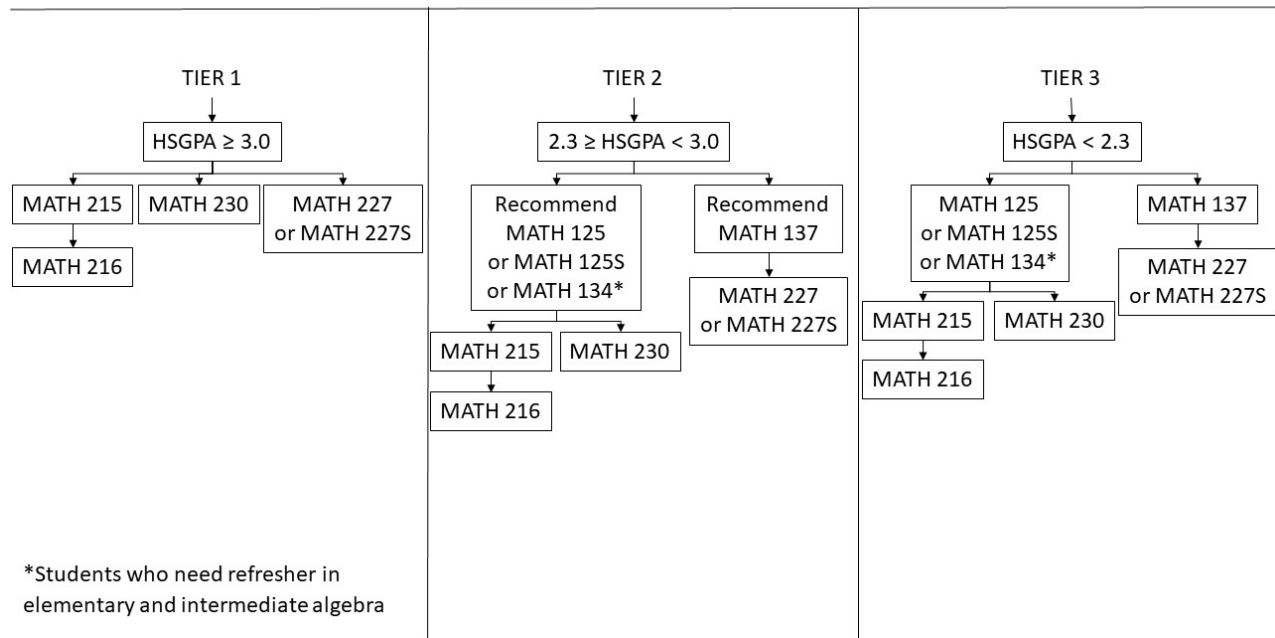 TIER 1
HSGPA ≥ 3.0
MATH 215
MATH 216
MATH 230
MATH 227
or MATH 227S
*Students who need refresher in
elementary and intermediate algebra
TIER 2
2.3 ≥ HSGPA < 3.0
Recommend
MATH 125
or MATH 125S
or MATH 134*
MATH 215
MATH 216
MATH 230
Recommend
MATH 137
MATH 227
or MATH 227S
TIER 3
HSGPA < 2.3
MATH 125
or MATH 125S
or MATH 134*
MATH 215
MATH 216
MATH 230
MATH 137
MATH 227
or MATH 227S